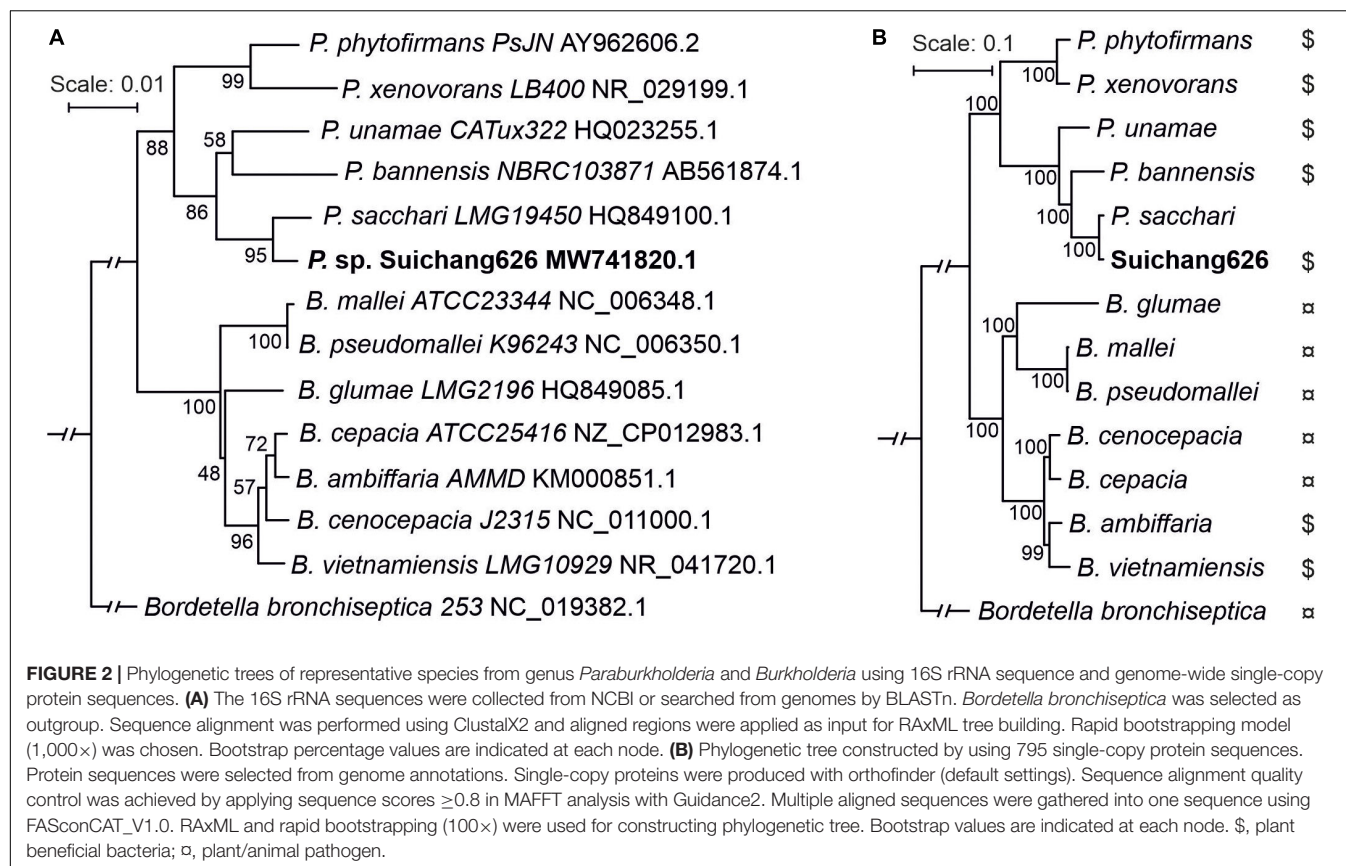 A
Scale: 0.01
P. phytofirmans PsJN AY962606.2
99
P. xenovorans LB400 NR_029199.1
88
P. unamae CATux322 HQ023255.1
58
P. bannensis NBRC103871 AB561874.1
86
P. sacchari LMG19450 HQ849100.1
95
P. sp. Suichang626 MW741820.1
B. mallei ATCC23344 NC_006348.1
100
B. pseudomallei K96243 NC_006350.1
100
B. glumae LMG2196 HQ849085.1
72
B. cepacia ATCC25416 NZ_CP012983.1
48
B. ambiffaria AMMD KM000851.1
57
B. cenocepacia J2315 NC_011000.1
96
B. vietnamiensis LMG10929 NR_041720.1
Bordetella bronchiseptica 253 NC_019382.1
B
Scale: 0.1
P. phytofirmans $
100
P. xenovorans $
100
P. unamae $
100
P. bannensis $
100
P. sacchari
100
Suichang626 $
B. glumae ¤
100
B. mallei ¤
100
B. pseudomallei ¤
100
B. cenocepacia ¤
100
B. cepacia ¤
100
B. ambiffaria $
99
B. vietnamiensis $
Bordetella bronchiseptica ¤
FIGURE 2 | Phylogenetic trees of representative species from genus Paraburkholderia and Burkholderia using 16S rRNA sequence and genome-wide single-copy
protein sequences. (A) The 16S rRNA sequences were collected from NCBI or searched from genomes by BLASTn. Bordetella bronchiseptica was selected as
outgroup. Sequence alignment was performed using ClustalX2 and aligned regions were applied as input for RAxML tree building. Rapid bootstrapping model
(1,000×) was chosen. Bootstrap percentage values are indicated at each node. (B) Phylogenetic tree constructed by using 795 single-copy protein sequences.
Protein sequences were selected from genome annotations. Single-copy proteins were produced with orthofinder (default settings). Sequence alignment quality
control was achieved by applying sequence scores ≥0.8 in MAFFT analysis with Guidance2. Multiple aligned sequences were gathered into one sequence using
FASconCAT_V1.0. RAxML and rapid bootstrapping (100×) were used for constructing phylogenetic tree. Bootstrap values are indicated at each node. $, plant
beneficial bacteria; ¤, plant/animal pathogen.